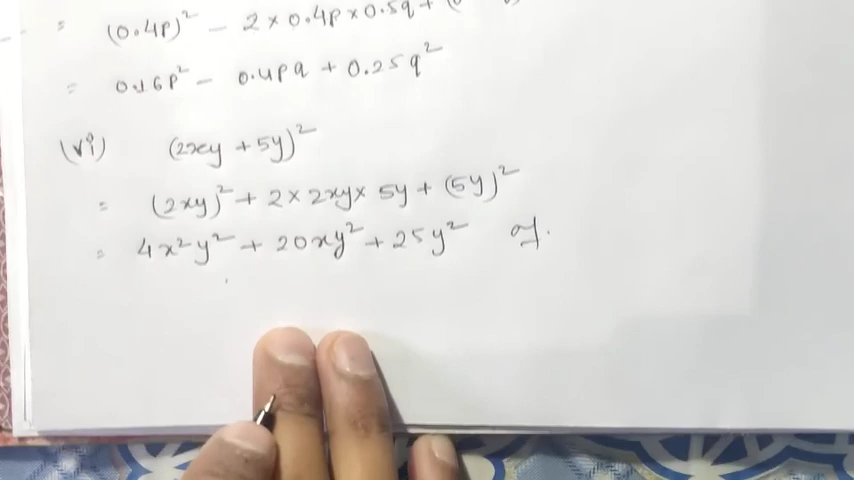 = (0.4p)² - 2 × 0.4p × 0.5q + (
= 0.16p² - 0.4pq + 0.25q²
(vi) (2xy + 5y)²
= (2xy)² + 2 × 2xy × 5y + (5y)²
= 4x²y² + 20xy² + 25y²